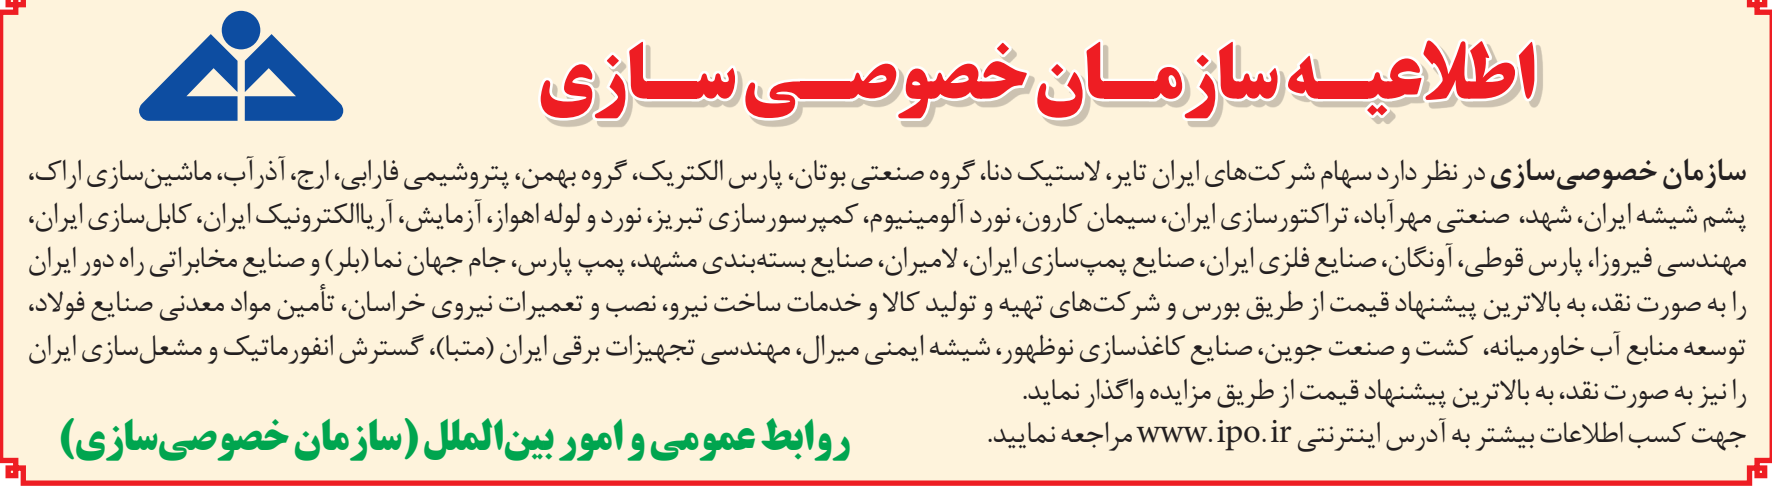 اطلاعیه سازمان خصوصی سازی
سازمان خصوصی‌سازی در نظر دارد سهام شرکت‌های ایران تایر، لاستیک دنا، گروه صنعتی بوتان، پارس الکتریک، گروه بهمن، پتروشیمی فارابی، ارج، آذرآب، ماشین‌سازی اراک،
پشم شیشه ایران، شهد، صنعتی مهرآباد، تراکتورسازی ایران، سیمان کارون، نورد آلومینیوم، کمپرسورسازی تبریز، نورد و لوله اهواز، آزمایش، آریاالکترونیک ایران، کابل‌سازی ایران،
مهندسی فیروزا، پارس قوطی، آونگان، صنایع فلزی ایران، صنایع پمپ‌سازی ایران، لامیران، صنایع بسته‌بندی مشهد، پمپ پارس، جام جهان نما (بلر) و صنایع مخابراتی راه دور ایران
را به صورت نقد، به بالاترین پیشنهاد قیمت از طریق بورس و شرکت‌های تهیه و تولید کالا و خدمات ساخت نیرو، نصب و تعمیرات نیروی خراسان، تأمین مواد معدنی صنایع فولاد،
توسعه منابع آب خاورمیانه، کشت و صنعت جوین، صنایع کاغذسازی نوظهور، شیشه ایمنی میرال، مهندسی تجهیزات برقی ایران (متبا)، گسترش انفورماتیک و مشعل‌سازی ایران
را نیز به صورت نقد، به بالاترین پیشنهاد قیمت از طریق مزایده واگذار نماید.
جهت کسب اطلاعات بیشتر به آدرس اینترنتی www.ipo.ir مراجعه نمایید.
روابط عمومی و امور بین‌الملل (سازمان خصوصی‌سازی)